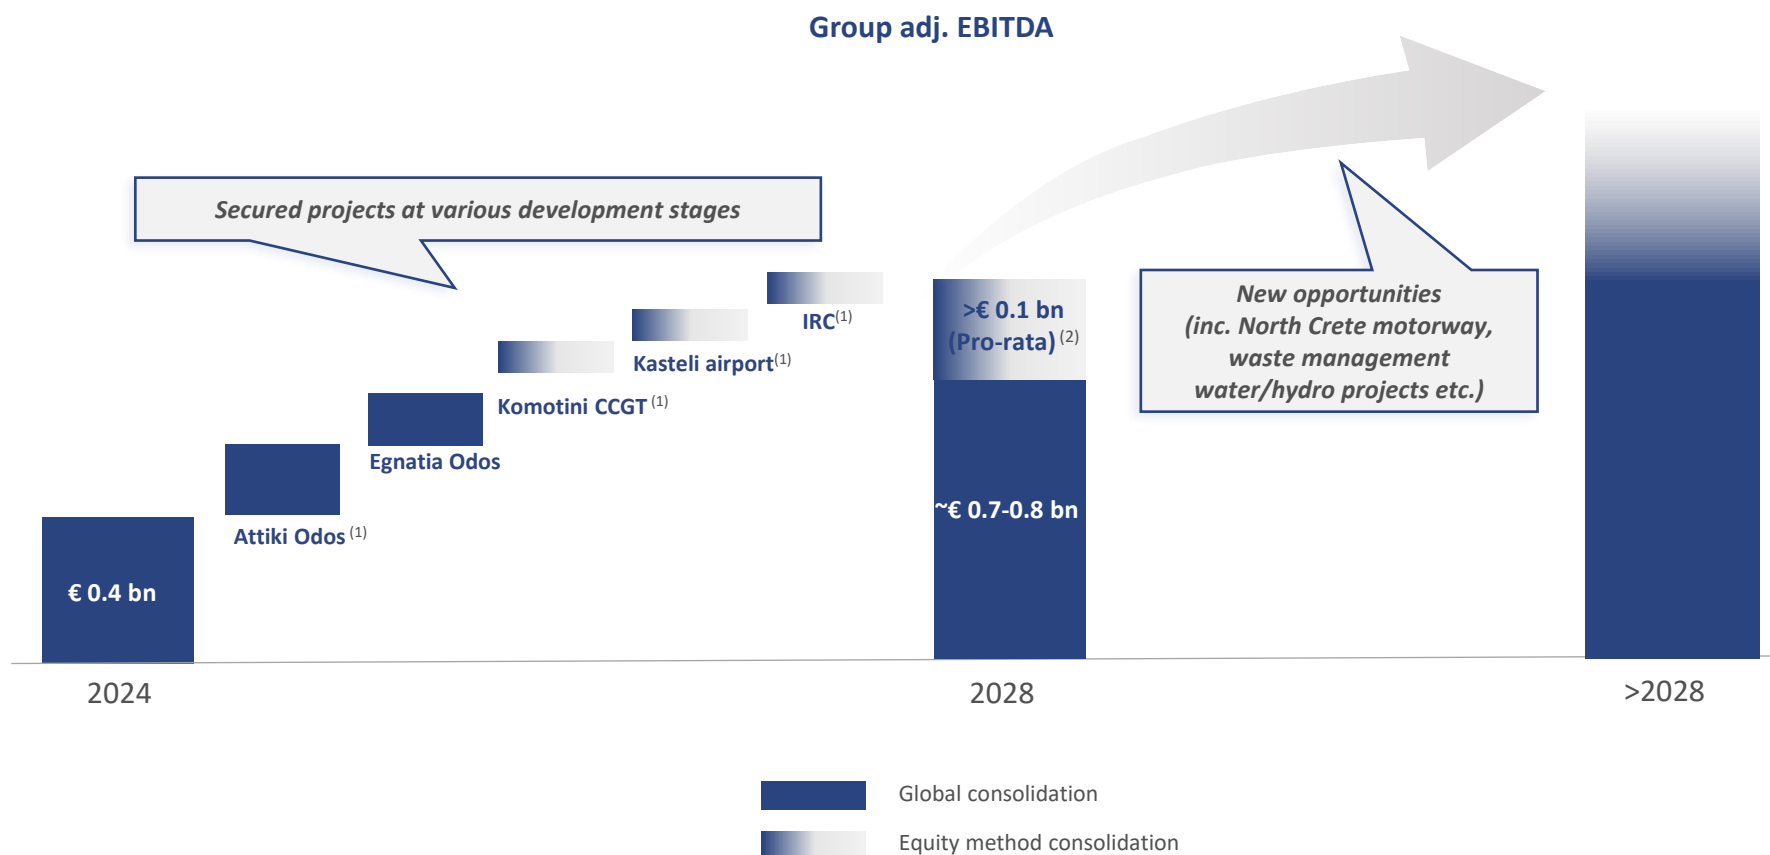 Group adj. EBITDA
Secured projects at various development stages
IRC(1)
Kasteli airport(1)
Komotini CCGT (1)
Egnatia Odos
Attiki Odos (1)
€ 0.4 bn
>€ 0.1 bn
(Pro-rata) (2)
~€ 0.7-0.8 bn
New opportunities
(inc. North Crete motorway,
waste management
water/hydro projects etc.)
2024
2028
>2028
Global consolidation
Equity method consolidation